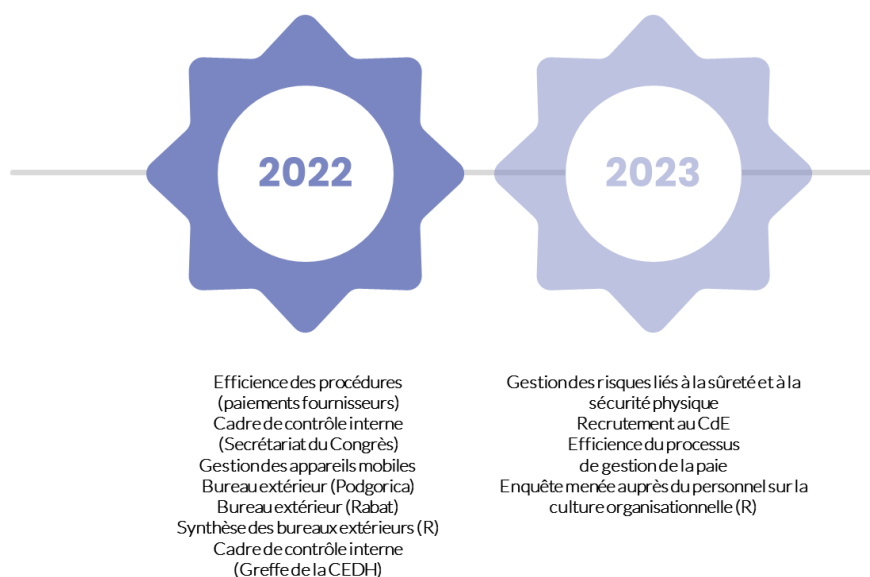 2022
2023
Efficience des procédures
(paiements fournisseurs)
Cadre de contrôle interne
(Secrétariat du Congrès)
Gestion des appareils mobiles
Bureau extérieur (Podgorica)
Bureau extérieur (Rabat)
Synthèse des bureaux extérieurs (R)
Cadre de contrôle interne
(Greffe de la CEDH)
Gestion des risques liés à la sûreté et à la
sécurité physique
Recrutement au CdE
Efficience du processus
de gestion de la paie
Enquête menée auprès du personnel sur la
culture organisationnelle (R)